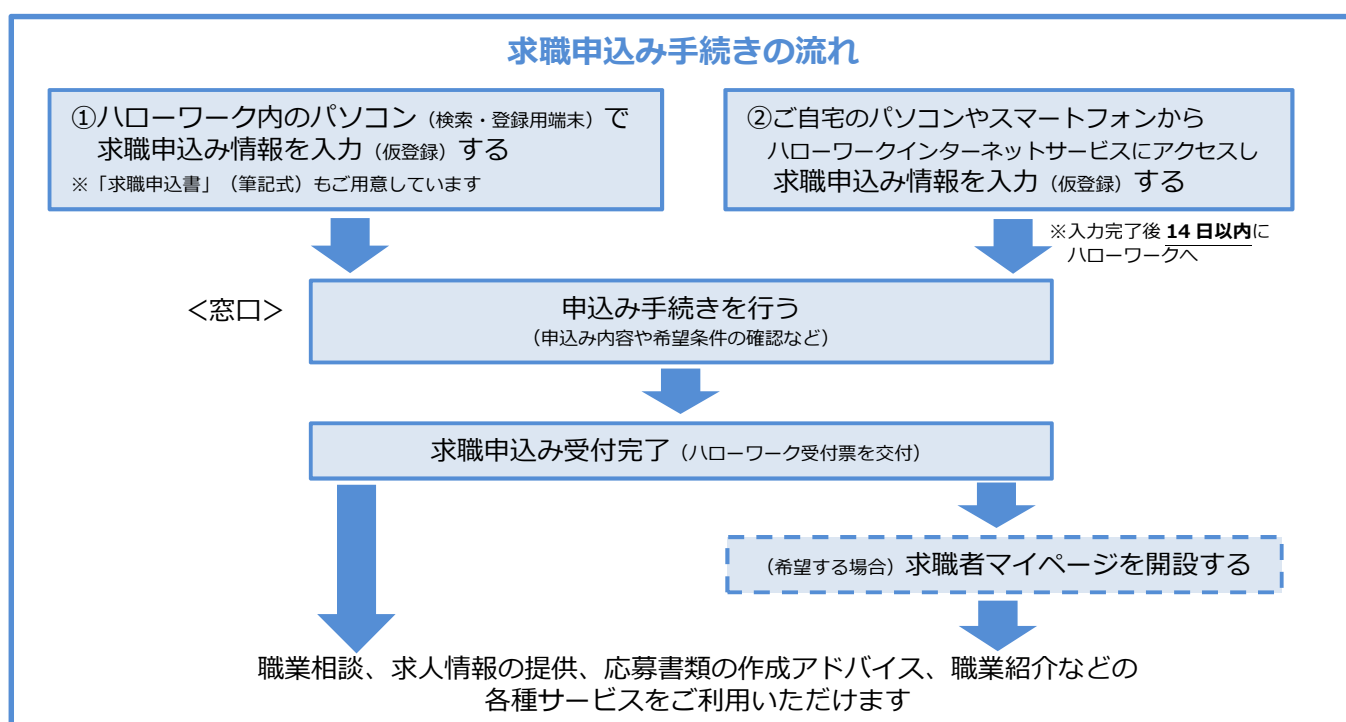 求職申込み手続きの流れ
①ハローワーク内のパソコン（検索・登録用端末）で
求職申込み情報を入力（仮登録）する
※「求職申込書」（筆記式）もご用意しています
②ご自宅のパソコンやスマートフォンから
ハローワークインターネットサービスにアクセスし
求職申込み情報を入力（仮登録）する
※入力完了後 14 日以内に
ハローワークへ
＜窓口＞
申込み手続きを行う
（申込み内容や希望条件の確認など）
求職申込み受付完了（ハローワーク受付票を交付）
（希望する場合）求職者マイページを開設する
職業相談、求人情報の提供、応募書類の作成アドバイス、職業紹介などの
各種サービスをご利用いただけます